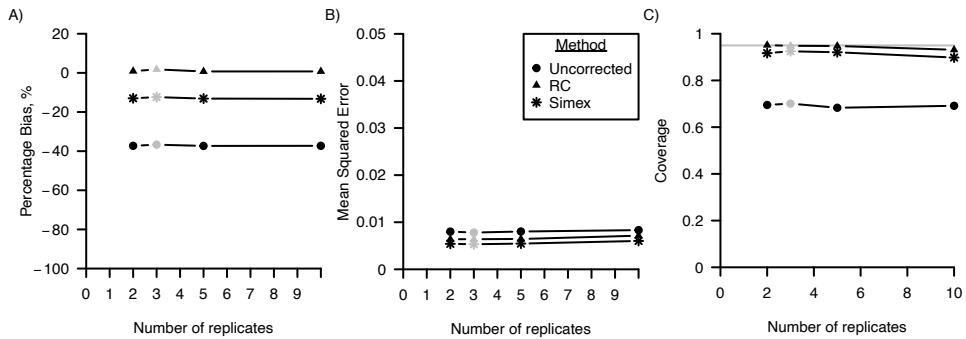 A)
20
0
−20
−40
−60
−80
−100
Percentage Bias, %
0 1 2 3 4 5 6 7 8 9
Number of replicates
B)
0.05
0.04
0.03
0.02
0.01
0
Mean Squared Error
Method
Uncorrected
RC
Simex
0 1 2 3 4 5 6 7 8 9
Number of replicates
C)
1
0.8
0.6
0.4
0.2
0
Coverage
0 2 4 6 8 10
Number of replicates